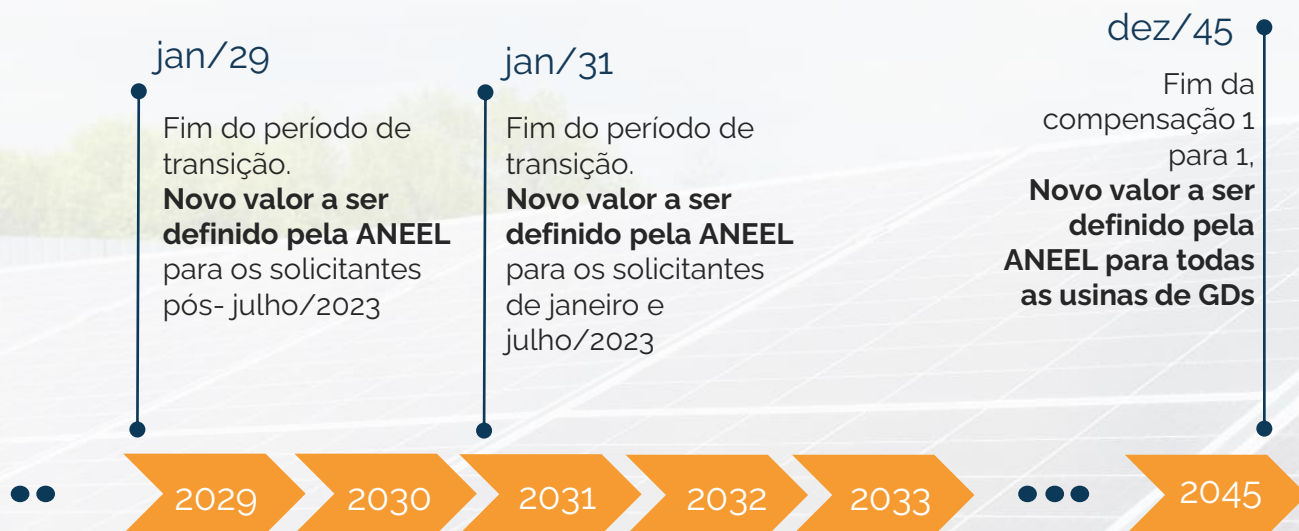 jan/29
Fim do período de
transição.
Novo valor a ser
definido pela ANEEL
para os solicitantes
pós- julho/2023
jan/31
Fim do período de
transição.
Novo valor a ser
definido pela ANEEL
para os solicitantes
de janeiro e
julho/2023
dez/45
Fim da
compensação 1
para 1,
Novo valor a ser
definido pela
ANEEL para todas
as usinas de GDs
2029
2030
2031
2032
2033
2045